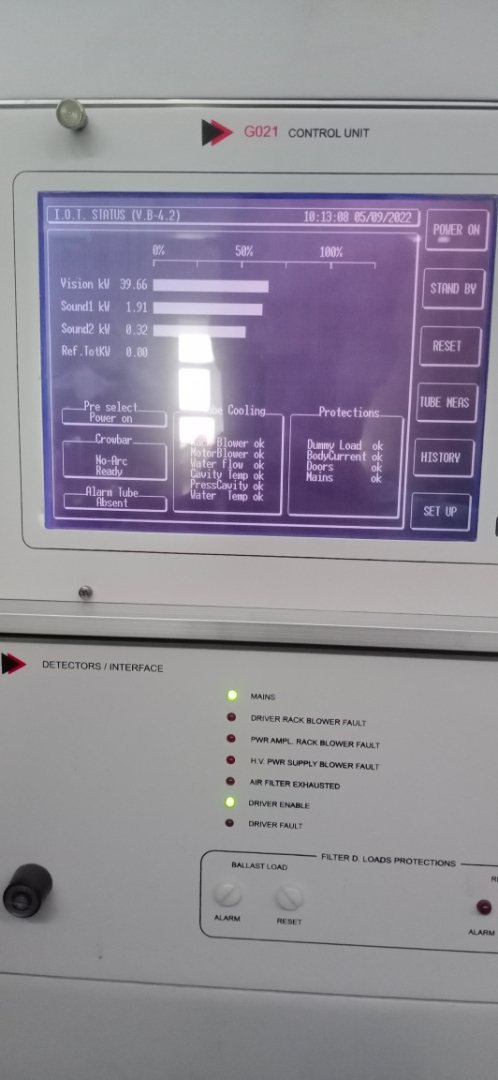 G021 CONTROL UNIT
I.O.T. STATUS (V.B-4.2) 10:13:08 05/09/2022
POWER ON
0% 50% 100%
Vision kW 39.66
STAND BY
Sound1 kW 1.91
Sound2 kW 0.32
Ref.TotKW 0.00
RESET
Pre select
Power on
Crowbar
No-Arc
Ready
Alarm Tube
Absent
Cooling
Blower ok
MotorBlower ok
Water Flow ok
Cavity Temp ok
PressCavity ok
Water Temp ok
Protections
Dummy Load ok
BodyCurrent ok
Doors ok
Mains ok
TUBE MEAS
HISTORY
SET UP
DETECTORS / INTERFACE
MAINS
DRIVER RACK BLOWER FAULT
PWR AMPL. RACK BLOWER FAULT
H.V. PWR SUPPLY BLOWER FAULT
AIR FILTER EXHAUSTED
DRIVER ENABLE
DRIVER FAULT
FILTER D. LOADS PROTECTIONS
BALLAST LOAD
ALARM
RESET
ALARM